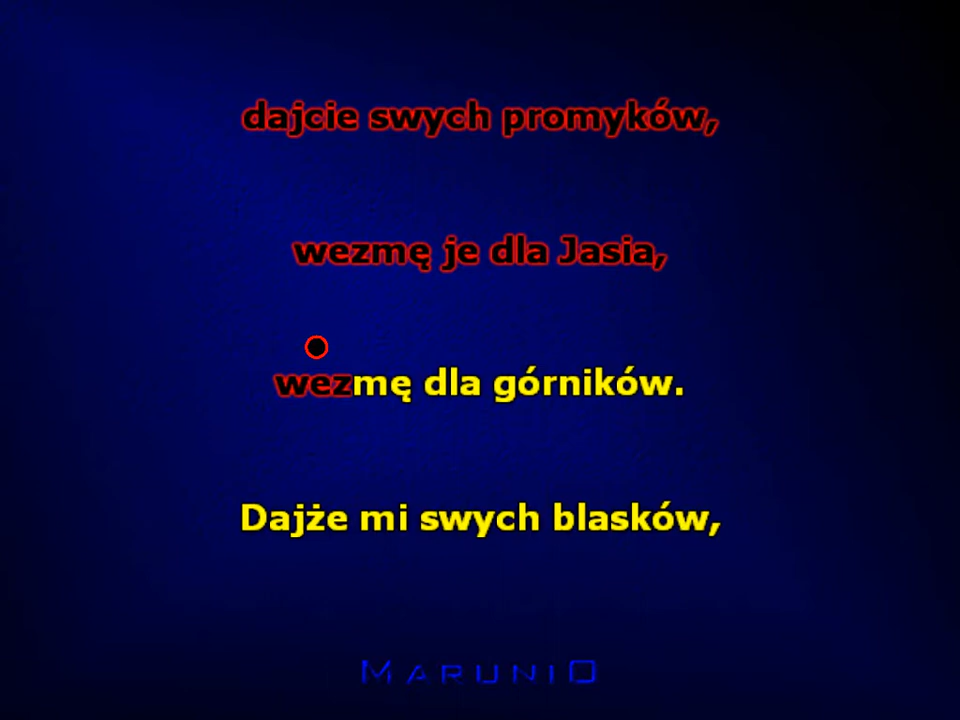 dajcie swych promyków,
wezmę je dla Jasia,
wezmę dla górników.
Dajże mi swych blasków,
MARUNIO